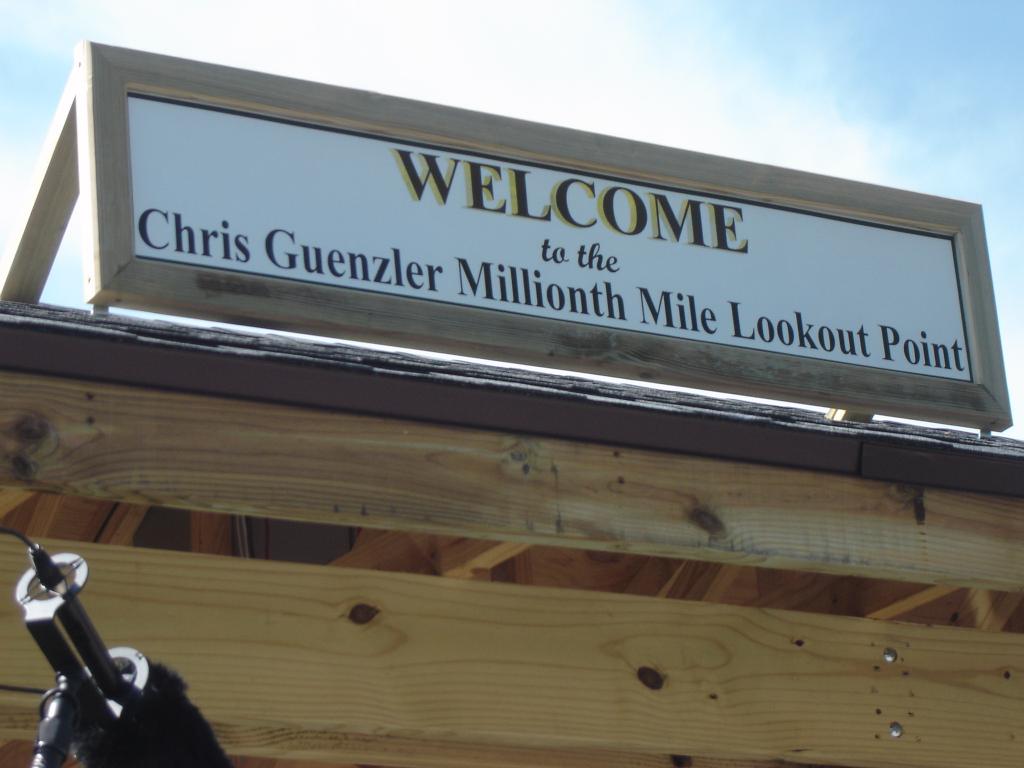 WELCOME
to the
Chris Guenzler Millionth Mile Lookout Point